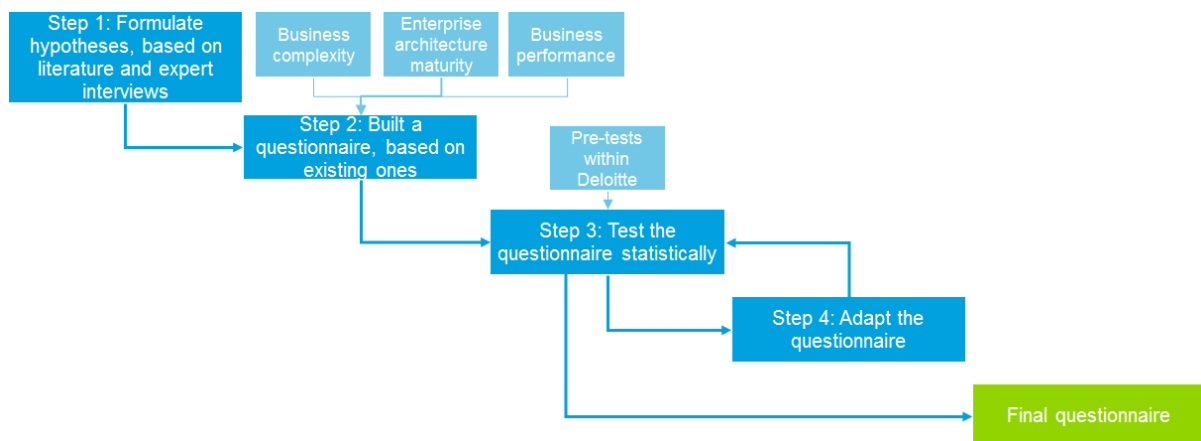 Step 1: Formulate
hypotheses, based on
literature and expert
interviews
Business
complexity
Enterprise
architecture
maturity
Business
performance
Step 2: Built a
questionnaire, based on
existing ones
Pre-tests
within
Deloitte
Step 3: Test the
questionnaire statistically
Step 4: Adapt the
questionnaire
Final questionnaire